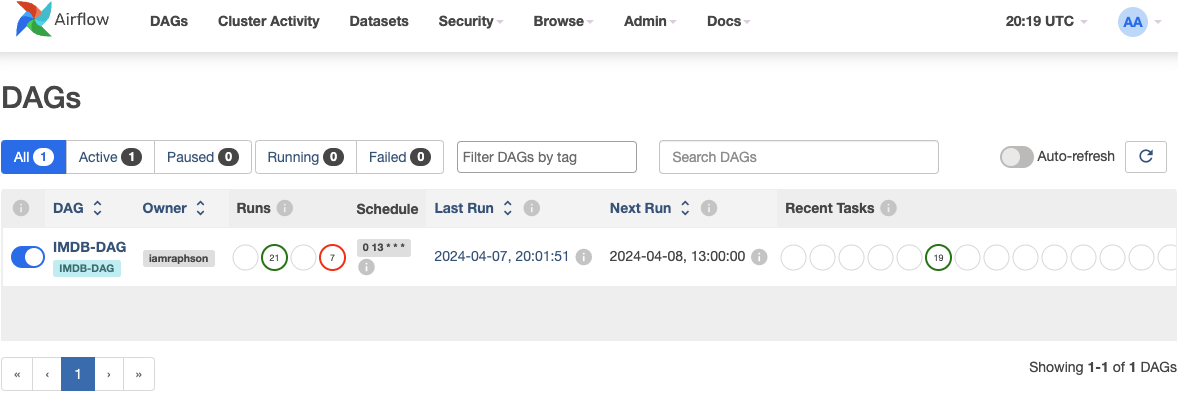 Airflow DAGs Cluster Activity Datasets Security Browse Admin Docs 20:19 UTC AA
DAGs
All 1 Active 1 Paused 0 Running 0 Failed 0 Filter DAGs by tag Search DAGs Auto-refresh
i DAG Owner Runs i Schedule Last Run i Next Run i Recent Tasks i
IMDB-DAG iamraphson 21 7 0 13 * * * i 2024-04-07, 20:01:51 i 2024-04-08, 13:00:00 i 19
IMDB-DAG
« ‹ 1 › » Showing 1-1 of 1 DAGs